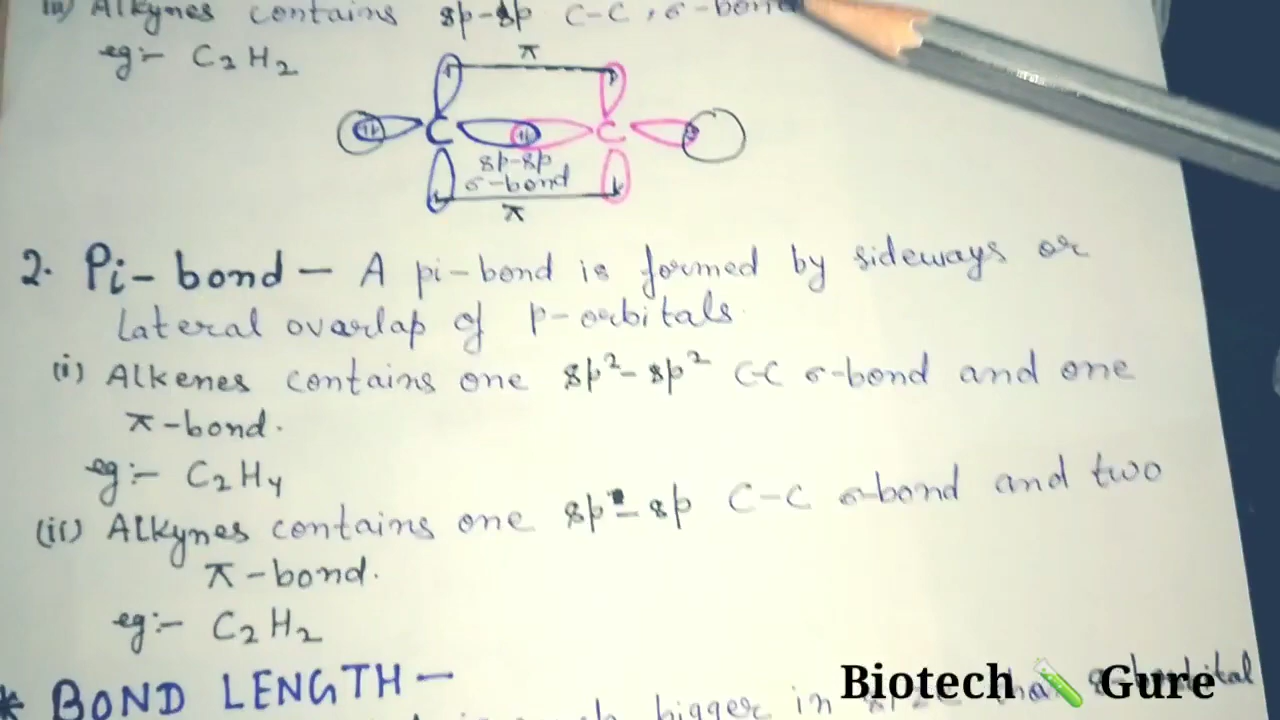 iii) Alkynes contains sp-sp C-C, σ-bond
eg:- C2H2
π
C C
sp-sp
σ-bond
π
2. Pi-bond — A pi-bond is formed by sideways or
Lateral ovarlap of p-orbitals.
(i) Alkenes contains one sp²-sp² C-C σ-bond and one
π-bond.
eg:- C2H4
(ii) Alkynes contains one sp-sp C-C σ-bond and two
π-bond.
eg:- C2H2
* BOND LENGTH —
bigger in
Biotech Gure